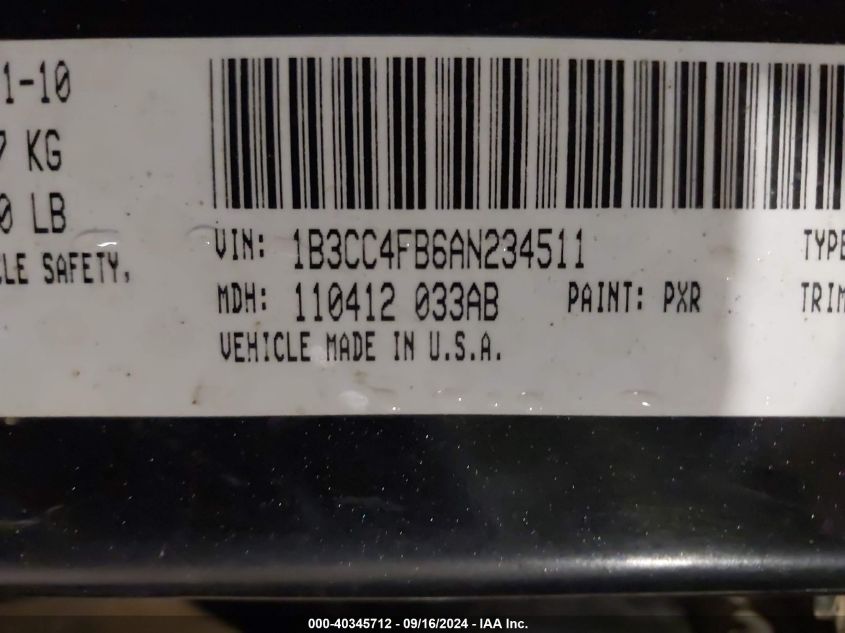 1-10
7 KG
0 LB
CLE SAFETY,
VIN: 1B3CC4FB6AN234511
TYPE
MDH: 110412 033AB
PAINT: PXR
TRIM
VEHICLE MADE IN U.S.A.
000-40345712 - 09/16/2024 - IAA Inc.